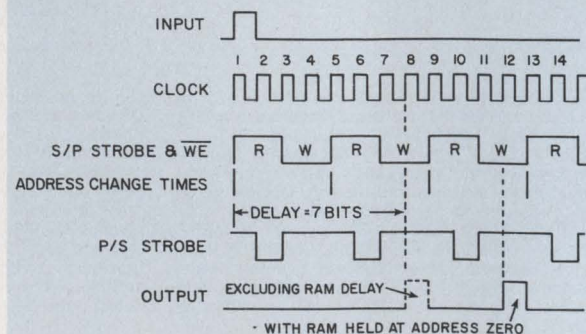 INPUT
1 2 3 4 5 6 7 8 9 10 11 12 13 14
CLOCK
S/P STROBE & WE R W R W R W R
ADDRESS CHANGE TIMES
DELAY = 7 BITS
P/S STROBE
OUTPUT EXCLUDING RAM DELAY
- WITH RAM HELD AT ADDRESS ZERO